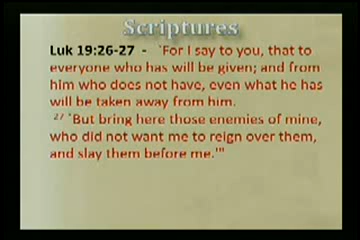 Scriptures
Luk 19:26-27 - `For I say to you, that to
everyone who has will be given; and from
him who does not have, even what he has
will be taken away from him.
27 `But bring here those enemies of mine,
who did not want me to reign over them,
and slay them before me.'"